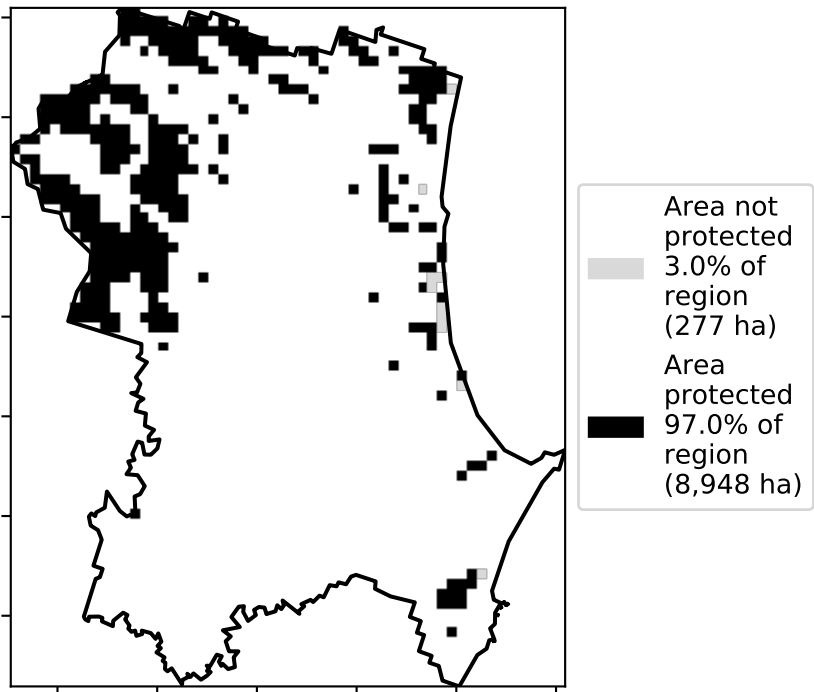 Area not
protected
3.0% of
region
(277 ha)
Area
protected
97.0% of
region
(8,948 ha)